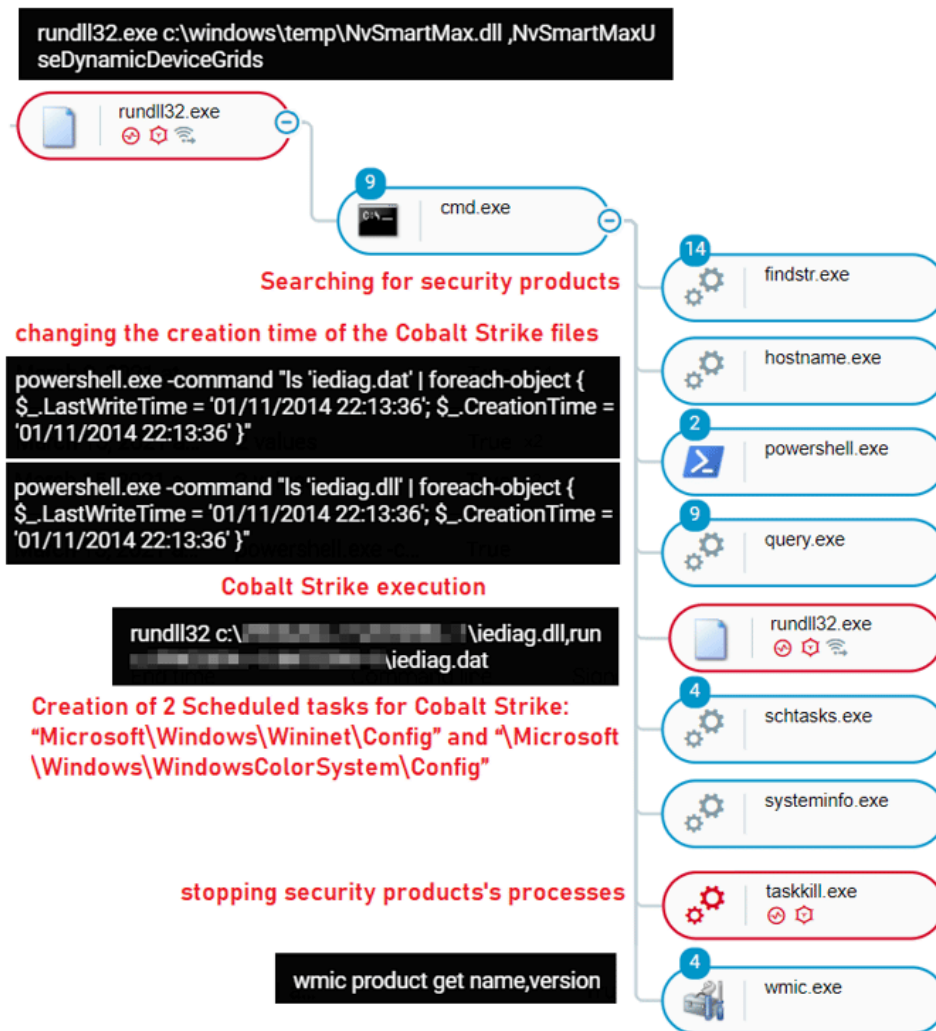 rundll32.exe c:\windows\temp\NvSmartMax.dll ,NvSmartMaxU
seDynamicDeviceGrids
rundll32.exe
9
cmd.exe
14
findstr.exe
Searching for security products
changing the creation time of the Cobalt Strike files
hostname.exe
powershell.exe -command "ls 'iediag.dat' | foreach-object {
$_.LastWriteTime = '01/11/2014 22:13:36'; $_.CreationTime =
'01/11/2014 22:13:36' }"
2
powershell.exe
powershell.exe -command "ls 'iediag.dll' | foreach-object {
$_.LastWriteTime = '01/11/2014 22:13:36'; $_.CreationTime =
'01/11/2014 22:13:36' }"
9
query.exe
Cobalt Strike execution
rundll32 c:\ \iediag.dll,run
\iediag.dat
rundll32.exe
Creation of 2 Scheduled tasks for Cobalt Strike:
“Microsoft\Windows\Wininet\Config” and “\Microsoft
\Windows\WindowsColorSystem\Config”
4
schtasks.exe
systeminfo.exe
stopping security products's processes
taskkill.exe
wmic product get name,version
4
wmic.exe